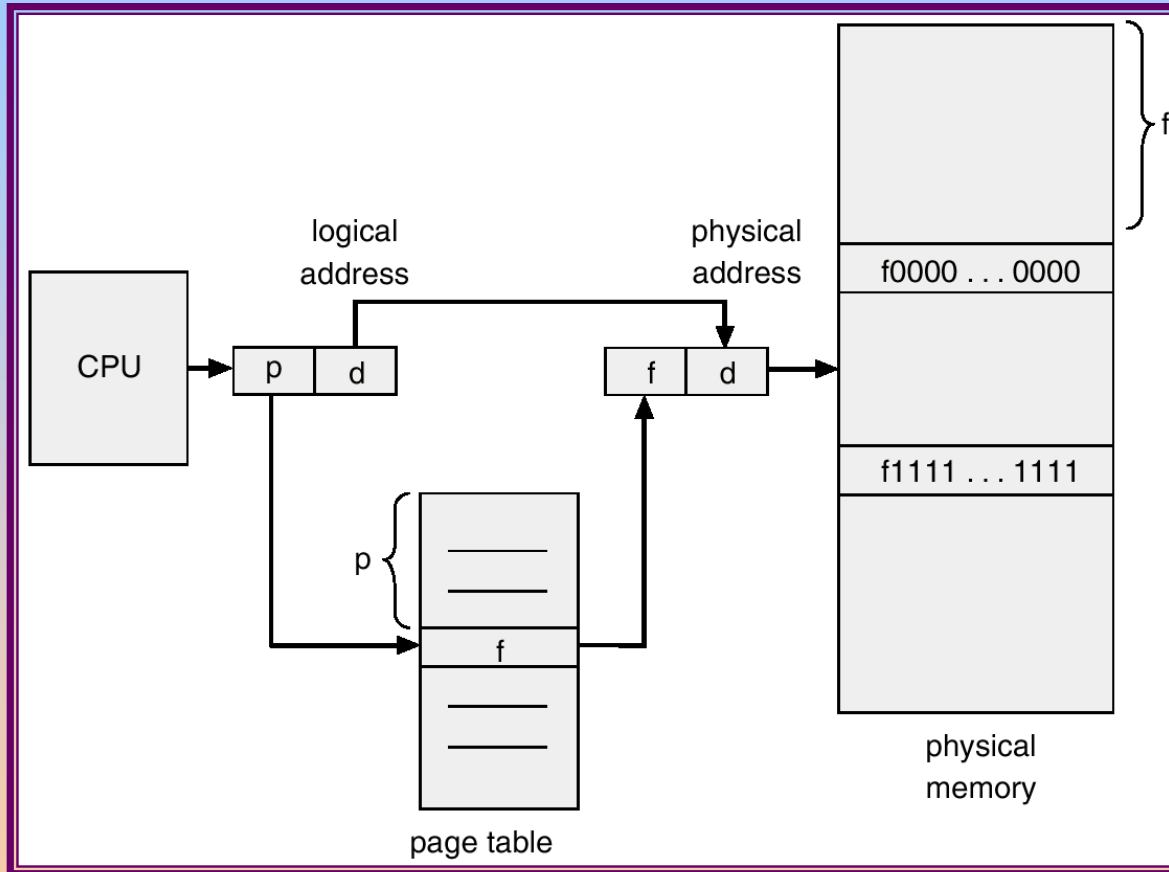 f
logical
address
physical
address
f0000 . . . 0000
CPU
p
d
f
d
f1111 . . . 1111
p
f
physical
memory
page table